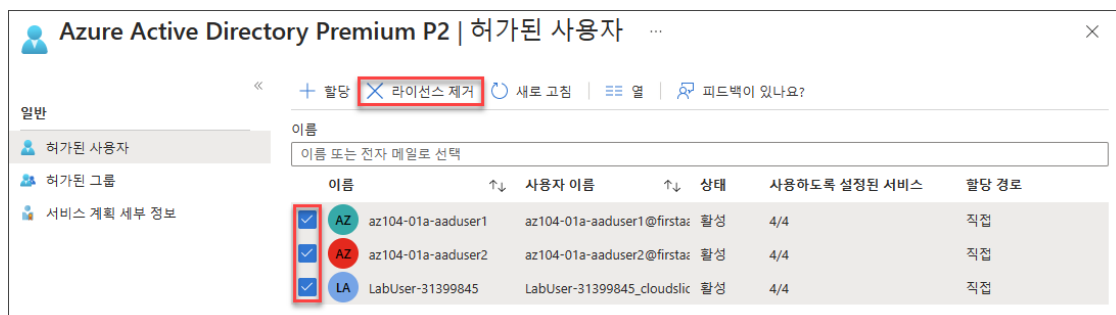 Azure Active Directory Premium P2 | 허가된 사용자 ...
일반
허가된 사용자
허가된 그룹
서비스 계획 세부 정보
할당 라이선스 제거 새로 고침 열 피드백이 있나요?
이름
이름 또는 전자 메일로 선택
이름 사용자 이름 상태 사용하도록 설정된 서비스 할당 경로
AZ az104-01a-aaduser1 az104-01a-aaduser1@firstaa 활성 4/4 직접
AZ az104-01a-aaduser2 az104-01a-aaduser2@firstaa 활성 4/4 직접
LA LabUser-31399845 LabUser-31399845_cloudslic 활성 4/4 직접